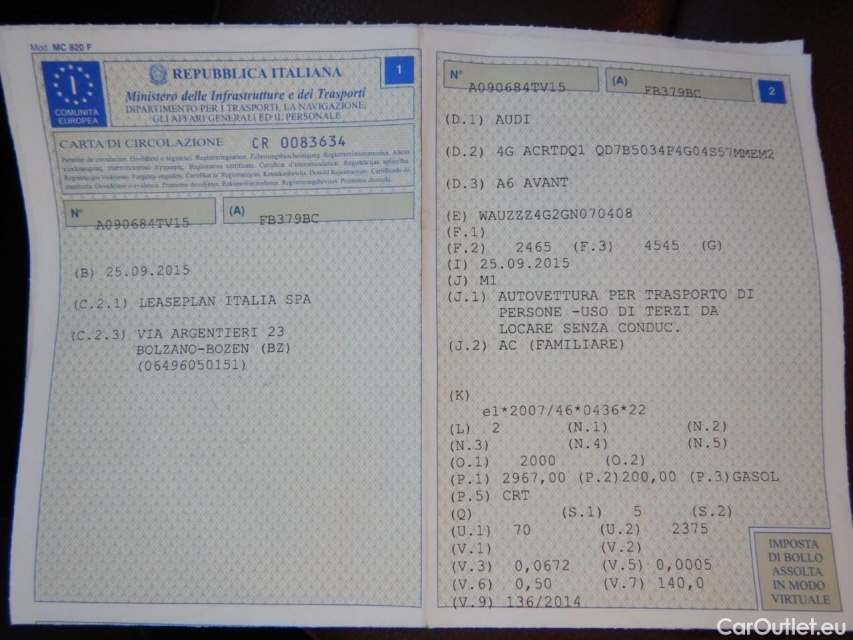 Mod. MC 820 F
1
COMUNITÀ
EUROPEA
REPUBBLICA ITALIANA
1
Ministero delle Infrastrutture e dei Trasporti
DIPARTIMENTO PER I TRASPORTI, LA NAVIGAZIONE,
GLI AFFARI GENERALI ED IL PERSONALE
CARTA DI CIRCOLAZIONE CR 0083634
N° A090684TV15 (A) FB379BC
(B) 25.09.2015
(C.2.1) LEASEPLAN ITALIA SPA
(C.2.3) VIA ARGENTIERI 23
BOLZANO-BOZEN (BZ)
(06496050151)
N° A090684TV15 (A) FB379BC 2
(D.1) AUDI
(D.2) 4G ACRTDQ1 QD7B5034P4G04S57MMEM2
(D.3) A6 AVANT
(E) WAUZZZ4G2GN070408
(F.1)
(F.2) 2465 (F.3) 4545 (G)
(I) 25.09.2015
(J) M1
(J.1) AUTOVETTURA PER TRASPORTO DI
PERSONE -USO DI TERZI DA
LOCARE SENZA CONDUC.
(J.2) AC (FAMILIARE)
(K)
e1*2007/46*0436*22
(L) 2 (N.1) (N.2)
(N.3) (N.4) (N.5)
(O.1) 2000 (O.2)
(P.1) 2967,00 (P.2)200,00 (P.3)GASOL
(P.5) CRT
(Q) (S.1) 5 (S.2)
(U.1) 70 (U.2) 2375
(V.1) (V.2)
(V.3) 0,0672 (V.5) 0,0005
(V.6) 0,50 (V.7) 140,0
(V.9) 136/2014
IMPOSTA
DI BOLLO
ASSOLTA
IN MODO
VIRTUALE
CarOutlet.eu